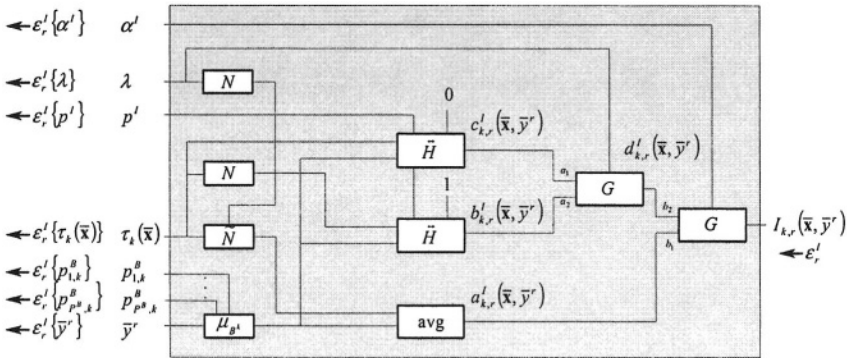 ← ε_r^I{α^I} α^I
← ε_r^I{λ} λ
N
← ε_r^I{p^I} p^I
0
H⃗
c_{k,r}^I(x̄, ȳ^r)
d_{k,r}^I(x̄, ȳ^r)
N
a_1
G
a_2
1
H⃗
b_{k,r}^I(x̄, ȳ^r)
b_2
G
I_{k,r}(x̄, ȳ^r)
b_1
← ε_r^I
← ε_r^I{τ_k(x̄)} τ_k(x̄)
Ñ
← ε_r^I{p_{1,k}^B} p_{1,k}^B
← ε_r^I{p_{P^B,k}^B} p_{P^B,k}^B
a_{k,r}^I(x̄, ȳ^r)
← ε_r^I{ȳ^r} ȳ^r
μ_{B^k}
avg